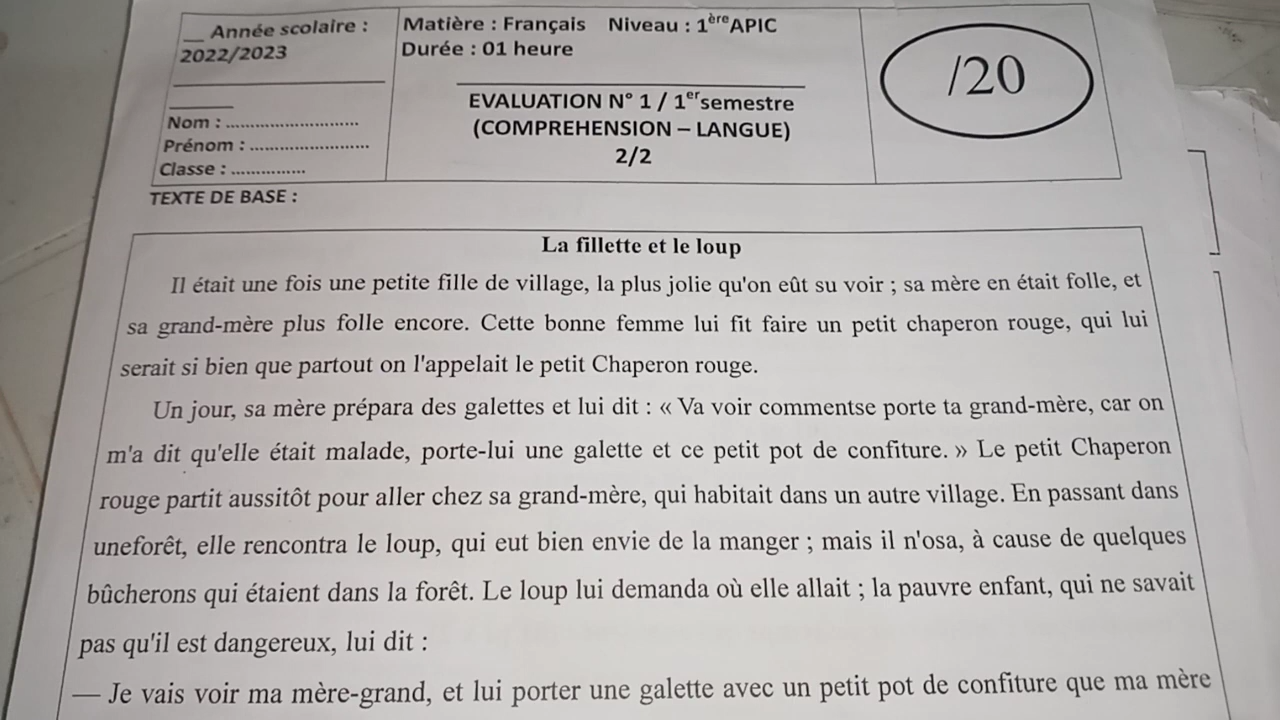 __ Année scolaire :
2022/2023
Nom : ............................
Prénom : .........................
Classe : ...............
Matière : Français Niveau : 1ère APIC
Durée : 01 heure
EVALUATION N° 1 / 1er semestre
(COMPREHENSION – LANGUE)
2/2
/20
TEXTE DE BASE :
La fillette et le loup
Il était une fois une petite fille de village, la plus jolie qu'on eût su voir ; sa mère en était folle, et
sa grand-mère plus folle encore. Cette bonne femme lui fit faire un petit chaperon rouge, qui lui
serait si bien que partout on l'appelait le petit Chaperon rouge.
Un jour, sa mère prépara des galettes et lui dit : « Va voir commentse porte ta grand-mère, car on
m'a dit qu'elle était malade, porte-lui une galette et ce petit pot de confiture. » Le petit Chaperon
rouge partit aussitôt pour aller chez sa grand-mère, qui habitait dans un autre village. En passant dans
uneforêt, elle rencontra le loup, qui eut bien envie de la manger ; mais il n'osa, à cause de quelques
bûcherons qui étaient dans la forêt. Le loup lui demanda où elle allait ; la pauvre enfant, qui ne savait
pas qu'il est dangereux, lui dit :
— Je vais voir ma mère-grand, et lui porter une galette avec un petit pot de confiture que ma mère